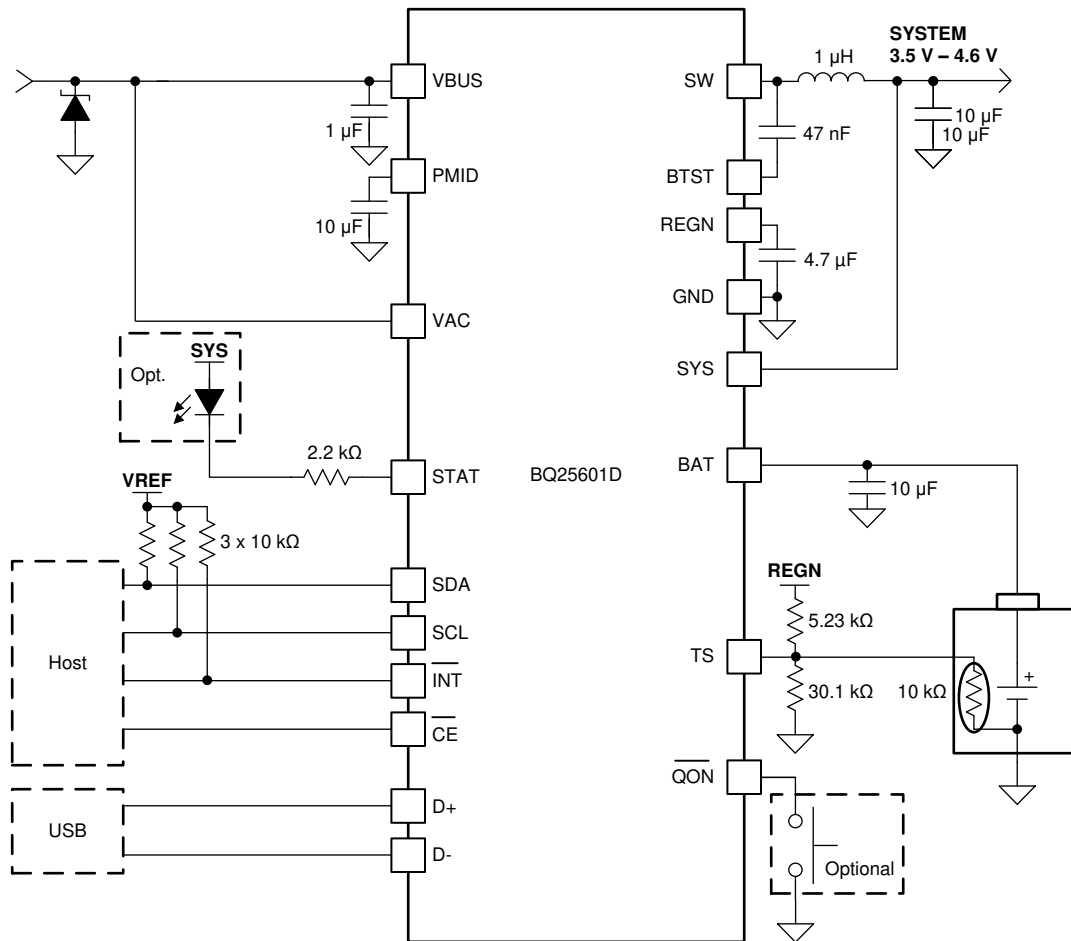 SYSTEM
3.5 V – 4.6 V
1 µH
VBUS
SW
1 µF
47 nF
10 µF
10 µF
PMID
BTST
10 µF
REGN
4.7 µF
GND
VAC
SYS
Opt.
SYS
2.2 kΩ
STAT
BQ25601D
BAT
10 µF
VREF
3 x 10 kΩ
REGN
5.23 kΩ
SDA
SCL
Host
INT
TS
30.1 kΩ
10 kΩ
+
CE
QON
D+
USB
D-
Optional